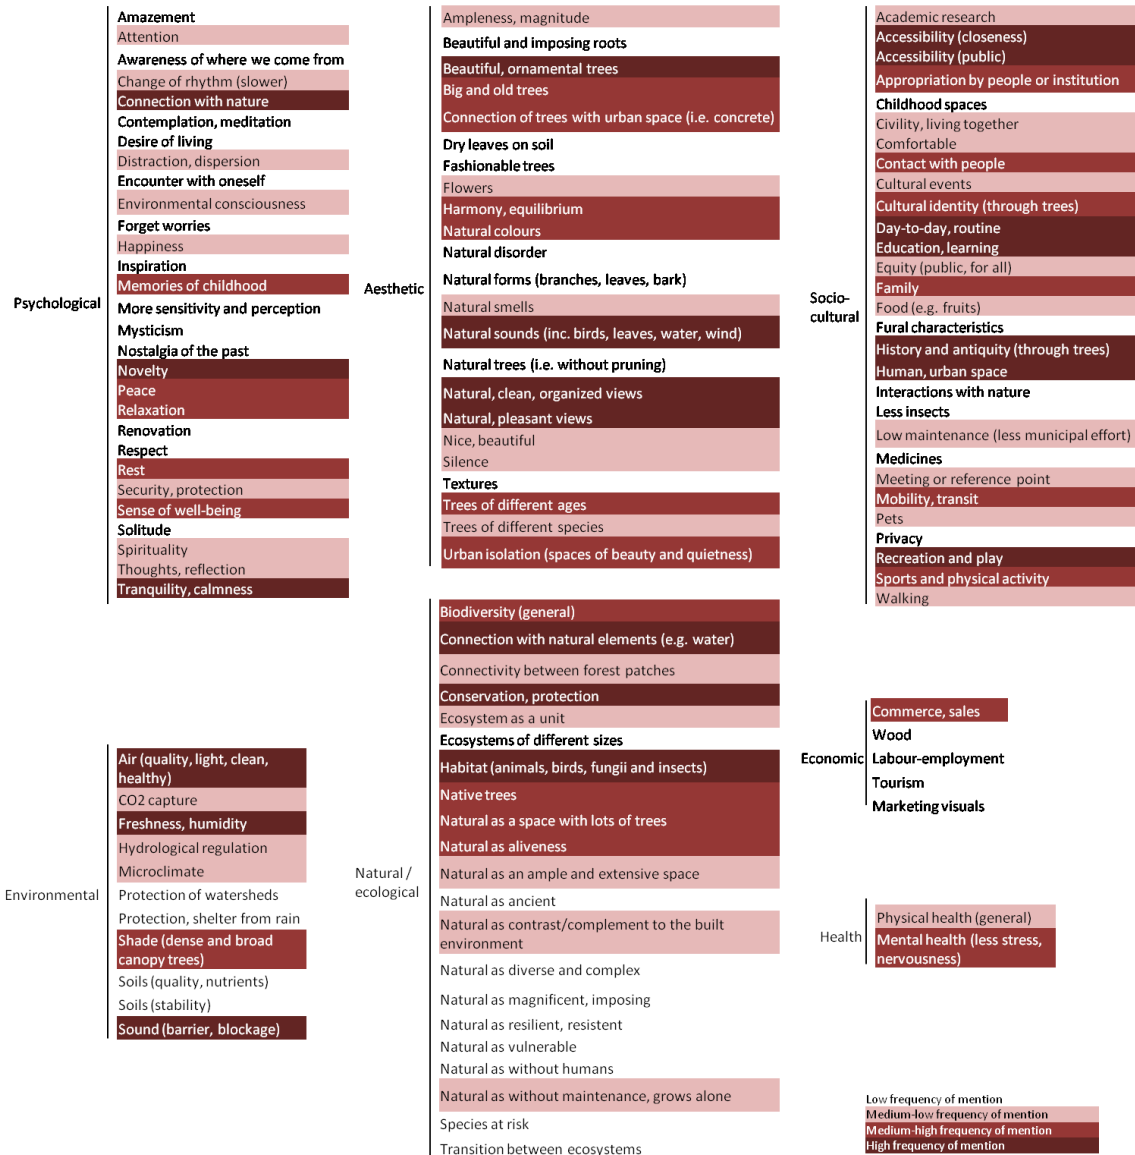 Psychological
Amazement
Attention
Awareness of where we come from
Change of rhythm (slower)
Connection with nature
Contemplation, meditation
Desire of living
Distraction, dispersion
Encounter with oneself
Environmental consciousness
Forget worries
Happiness
Inspiration
Memories of childhood
More sensitivity and perception
Mysticism
Nostalgia of the past
Novelty
Peace
Relaxation
Renovation
Respect
Rest
Security, protection
Sense of well-being
Solitude
Spirituality
Thoughts, reflection
Tranquility, calmness
Aesthetic
Ampleness, magnitude
Beautiful and imposing roots
Beautiful, ornamental trees
Big and old trees
Connection of trees with urban space (i.e. concrete)
Dry leaves on soil
Fashionable trees
Flowers
Harmony, equilibrium
Natural colours
Natural disorder
Natural forms (branches, leaves, bark)
Natural smells
Natural sounds (inc. birds, leaves, water, wind)
Natural trees (i.e. without pruning)
Natural, clean, organized views
Natural, pleasant views
Nice, beautiful
Silence
Textures
Trees of different ages
Trees of different species
Urban isolation (spaces of beauty and quietness)
Socio-
cultural
Academic research
Accessibility (closeness)
Accessibility (public)
Appropriation by people or institution
Childhood spaces
Civility, living together
Comfortable
Contact with people
Cultural events
Cultural identity (through trees)
Day-to-day, routine
Education, learning
Equity (public, for all)
Family
Food (e.g. fruits)
Fural characteristics
History and antiquity (through trees)
Human, urban space
Interactions with nature
Less insects
Low maintenance (less municipal effort)
Medicines
Meeting or reference point
Mobility, transit
Pets
Privacy
Recreation and play
Sports and physical activity
Walking
Environmental
Air (quality, light, clean,
healthy)
CO2 capture
Freshness, humidity
Hydrological regulation
Microclimate
Protection of watersheds
Protection, shelter from rain
Shade (dense and broad
canopy trees)
Soils (quality, nutrients)
Soils (stability)
Sound (barrier, blockage)
Natural /
ecological
Biodiversity (general)
Connection with natural elements (e.g. water)
Connectivity between forest patches
Conservation, protection
Ecosystem as a unit
Ecosystems of different sizes
Habitat (animals, birds, fungii and insects)
Native trees
Natural as a space with lots of trees
Natural as aliveness
Natural as an ample and extensive space
Natural as ancient
Natural as contrast/complement to the built
environment
Natural as diverse and complex
Natural as magnificent, imposing
Natural as resilient, resistent
Natural as vulnerable
Natural as without humans
Natural as without maintenance, grows alone
Species at risk
Transition between ecosystems
Economic
Commerce, sales
Wood
Labour-employment
Tourism
Marketing visuals
Health
Physical health (general)
Mental health (less stress,
nervousness)
Low frequency of mention
Medium-low frequency of mention
Medium-high frequency of mention
High frequency of mention